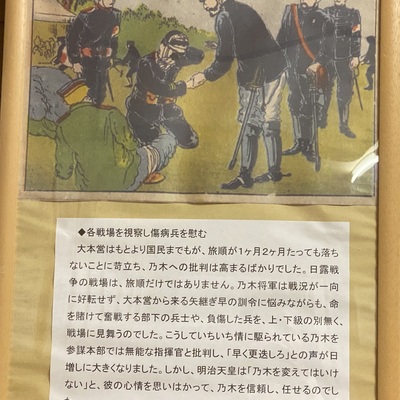 ◆各戦場を視察し傷病兵を慰む
大本営はもとより国民までもが、旅順が1ヶ月2ヶ月たっても落ち
ないことに苛立ち、乃木への批判は高まるばかりでした。日露戦
争の戦場は、旅順だけではありません。乃木将軍は戦況が一向
に好転せず、大本営から来る矢継ぎ早の訓令に悩みながらも、命
を賭けて奮戦する部下の兵士や、負傷した兵を、上・下級の別無く、
戦場に見舞うのでした。こうしていちいち情に駆られている乃木を
参謀本部では無能な指揮官と批判し、「早く更迭しろ」との声が日
増しに大きくなりました。しかし、明治天皇は「乃木を変えてはいけ
ない」と、彼の心情を思いはかって、乃木を信頼し、任せるのでし